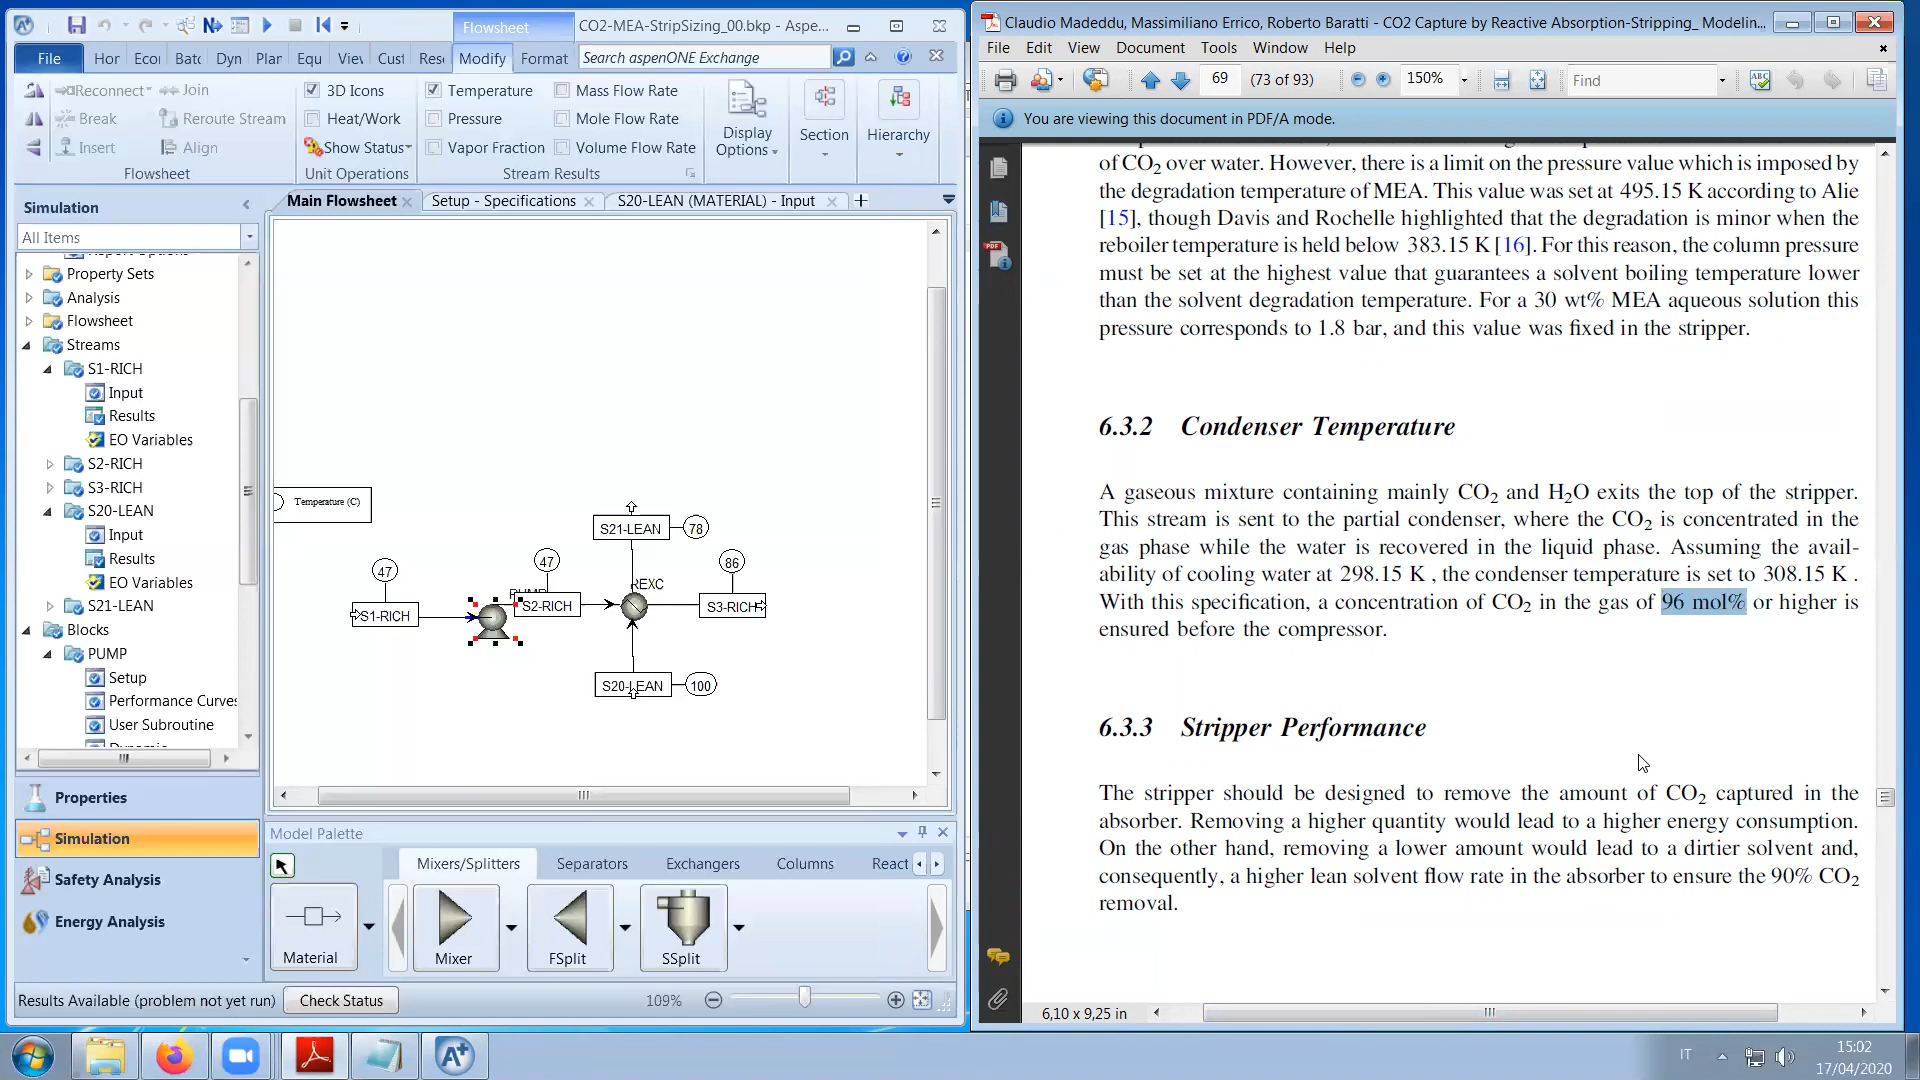 Flowsheet
CO2-MEA-StripSizing_00.bkp - Aspe...
File
Hor
Ecor
Batc
Dyn
Plar
Equ
View
Cust
Reso
Modify
Format
Search aspenONE Exchange
Reconnect
Join
Break
Reroute Stream
Insert
Align
Flowsheet
3D Icons
Heat/Work
Show Status
Unit Operations
Temperature
Pressure
Vapor Fraction
Mass Flow Rate
Mole Flow Rate
Volume Flow Rate
Stream Results
Display
Options
Section
Hierarchy
Simulation
All Items
Property Sets
Analysis
Flowsheet
Streams
S1-RICH
Input
Results
EO Variables
S2-RICH
S3-RICH
S20-LEAN
Input
Results
EO Variables
S21-LEAN
Blocks
PUMP
Setup
Performance Curves
User Subroutine
Properties
Simulation
Safety Analysis
Energy Analysis
Main Flowsheet
Setup - Specifications
S20-LEAN (MATERIAL) - Input
Temperature (C)
S21-LEAN
78
47
47
86
REXC
S1-RICH
S2-RICH
S3-RICH
S20-LEAN
100
Model Palette
Mixers/Splitters
Separators
Exchangers
Columns
React
Material
Mixer
FSplit
SSplit
Results Available (problem not yet run)
Check Status
109%
Claudio Madeddu, Massimiliano Errico, Roberto Baratti - CO2 Capture by Reactive Absorption-Stripping_ Modelin...
File Edit View Document Tools Window Help
69 (73 of 93)
150%
Find
You are viewing this document in PDF/A mode.
of CO2 over water. However, there is a limit on the pressure value which is imposed by
the degradation temperature of MEA. This value was set at 495.15 K according to Alie
[15], though Davis and Rochelle highlighted that the degradation is minor when the
reboiler temperature is held below 383.15 K [16]. For this reason, the column pressure
must be set at the highest value that guarantees a solvent boiling temperature lower
than the solvent degradation temperature. For a 30 wt% MEA aqueous solution this
pressure corresponds to 1.8 bar, and this value was fixed in the stripper.
6.3.2 Condenser Temperature
A gaseous mixture containing mainly CO2 and H2O exits the top of the stripper.
This stream is sent to the partial condenser, where the CO2 is concentrated in the
gas phase while the water is recovered in the liquid phase. Assuming the avail-
ability of cooling water at 298.15 K , the condenser temperature is set to 308.15 K .
With this specification, a concentration of CO2 in the gas of 96 mol% or higher is
ensured before the compressor.
6.3.3 Stripper Performance
The stripper should be designed to remove the amount of CO2 captured in the
absorber. Removing a higher quantity would lead to a higher energy consumption.
On the other hand, removing a lower amount would lead to a dirtier solvent and,
consequently, a higher lean solvent flow rate in the absorber to ensure the 90% CO2
removal.
6,10 x 9,25 in
IT
15:02
17/04/2020